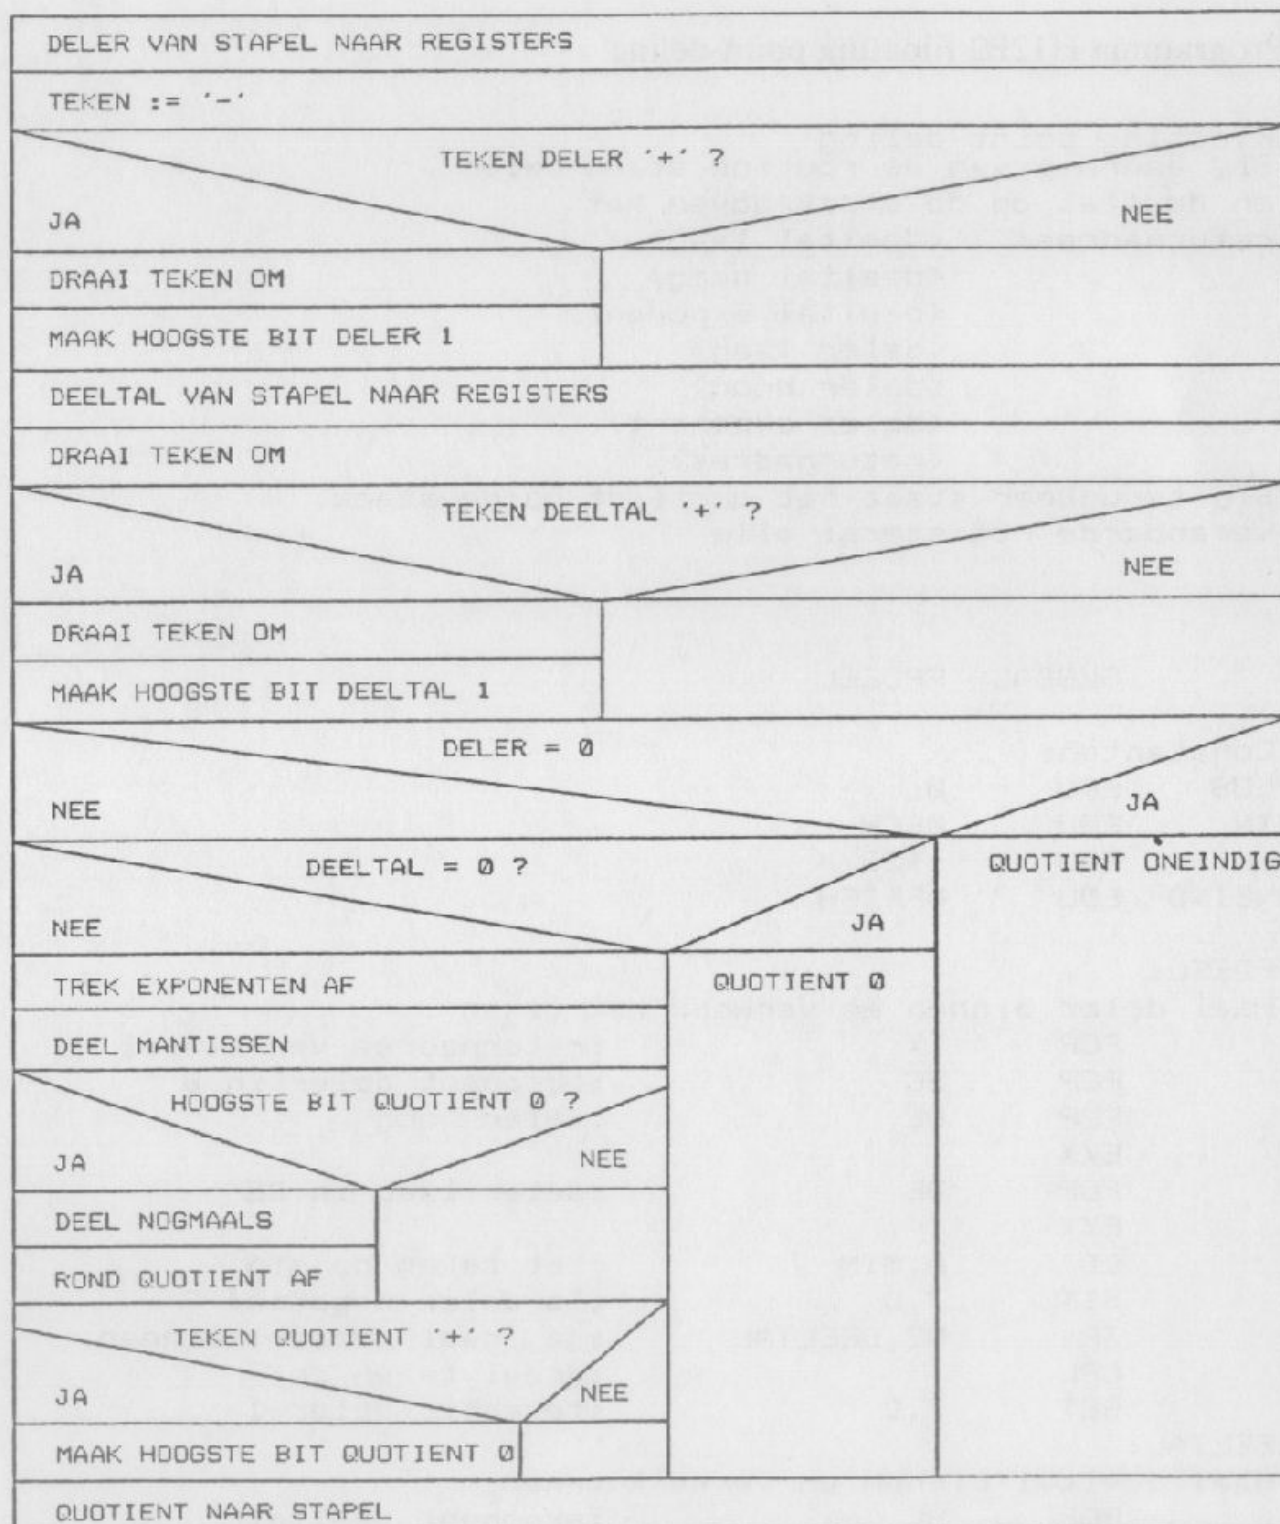 DELER VAN STAPEL NAAR REGISTERS
TEKEN := '-'
TEKEN DELER '+' ?
JA
NEE
DRAAI TEKEN OM
MAAK HOOGSTE BIT DELER 1
DEELTAL VAN STAPEL NAAR REGISTERS
DRAAI TEKEN OM
TEKEN DEELTAL '+' ?
JA
NEE
DRAAI TEKEN OM
MAAK HOOGSTE BIT DEELTAL 1
DELER = 0
NEE
JA
DEELTAL = 0 ?
QUOTIENT ONEINDIG
NEE
JA
TREK EXPONENTEN AF
QUOTIENT 0
DEEL MANTISSEN
HOOGSTE BIT QUOTIENT 0 ?
JA
NEE
DEEL NOGMAALS
ROND QUOTIENT AF
TEKEN QUOTIENT '+' ?
JA
NEE
MAAK HOOGSTE BIT QUOTIENT 0
QUOTIENT NAAR STAPEL